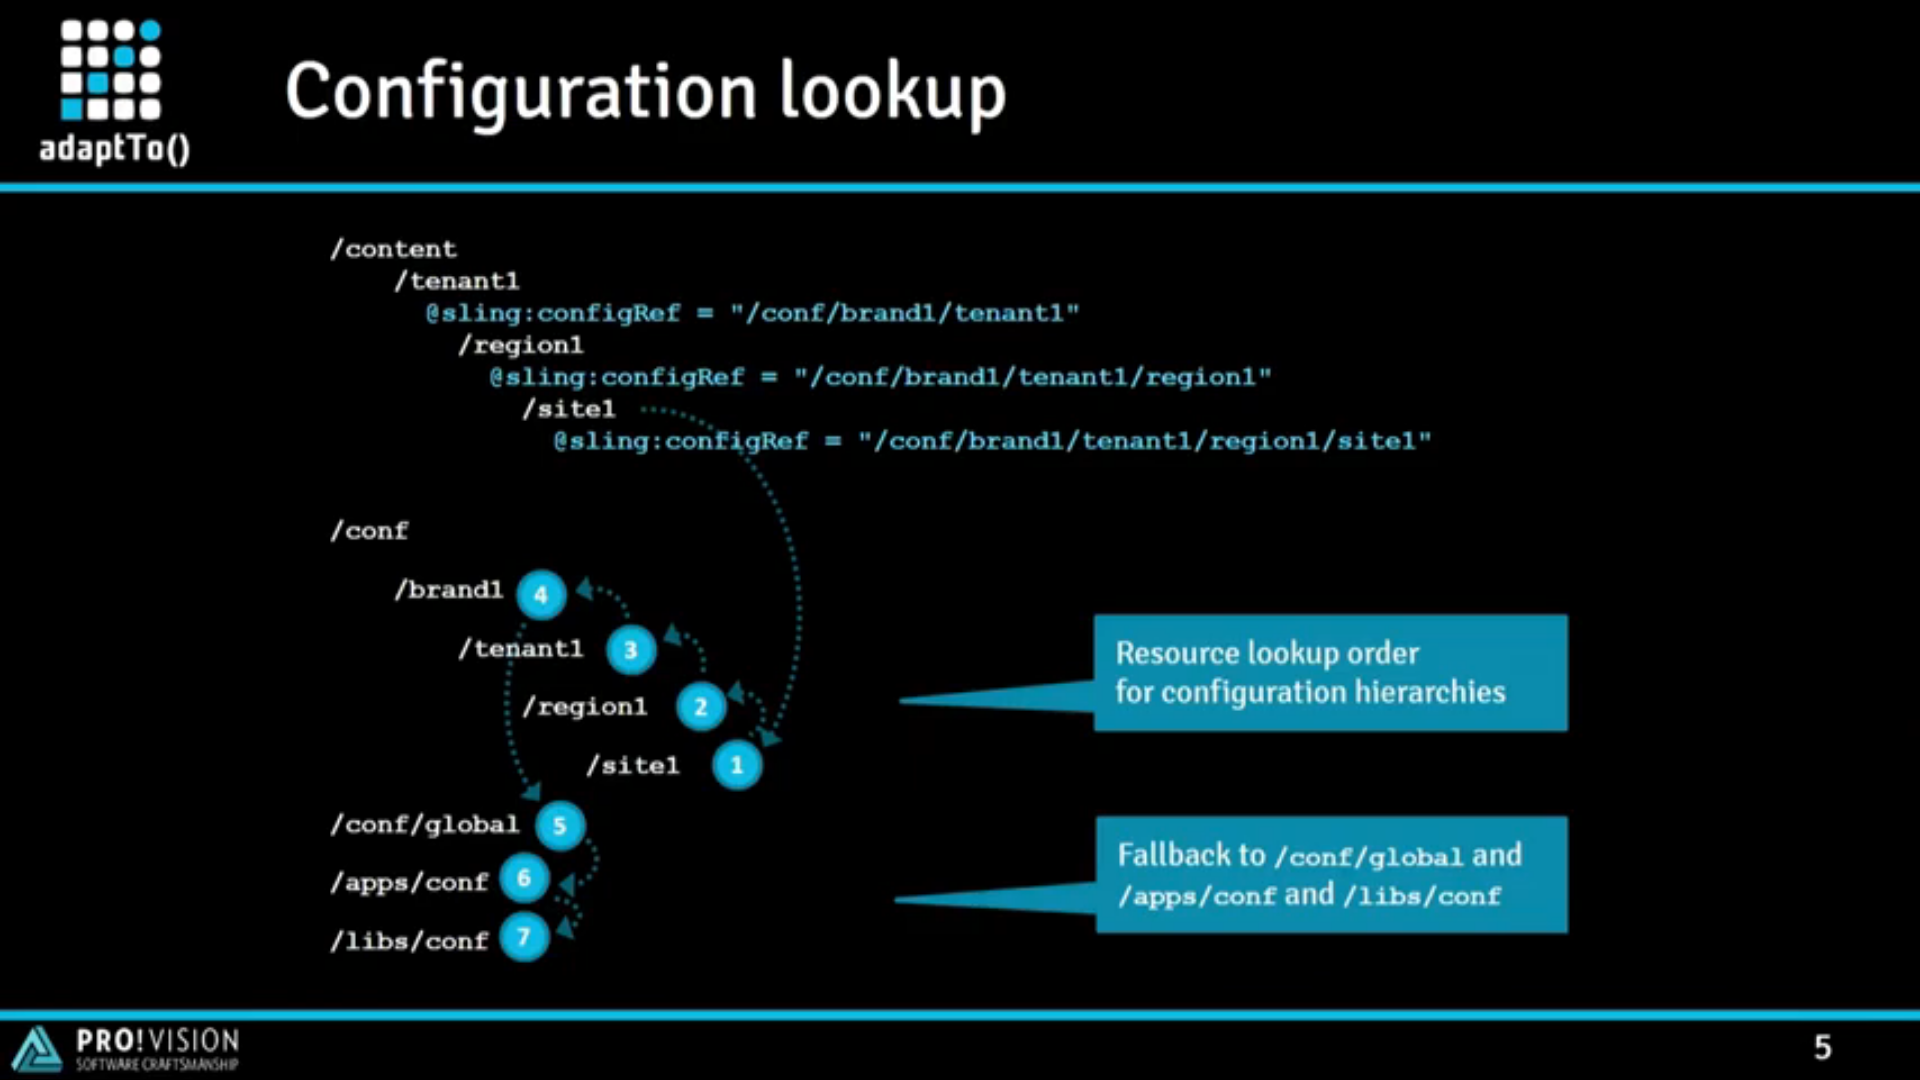 adaptTo()
Configuration lookup
/content
/tenant1
@sling:configRef = "/conf/brand1/tenant1"
/region1
@sling:configRef = "/conf/brand1/tenant1/region1"
/site1
@sling:configRef = "/conf/brand1/tenant1/region1/site1"
/conf
/brand1 4
/tenant1 3
/region1 2
/site1 1
/conf/global 5
/apps/conf 6
/libs/conf 7
Resource lookup order
for configuration hierarchies
Fallback to /conf/global and
/apps/conf and /libs/conf
PRO!VISION
SOFTWARE CRAFTSMANSHIP
5